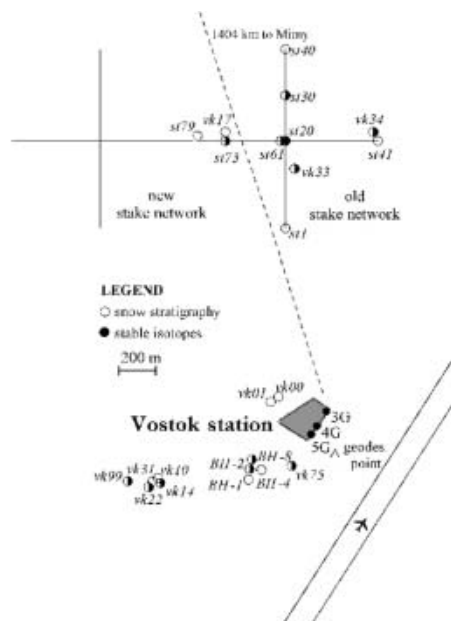 1404 km to Mirny
st40
st30
vk17
st79
st20
vk34
st73
st61
st41
vk33
new
stake network
old
stake network
st1
LEGEND
snow stratigraphy
stable isotopes
200 m
vk01
vk00
3G
Vostok station
4G
5G
geodes.
point
BH-8
vk31
vk10
BH-2
vk99
vk14
BH-1
BH-4
vk75
vk22